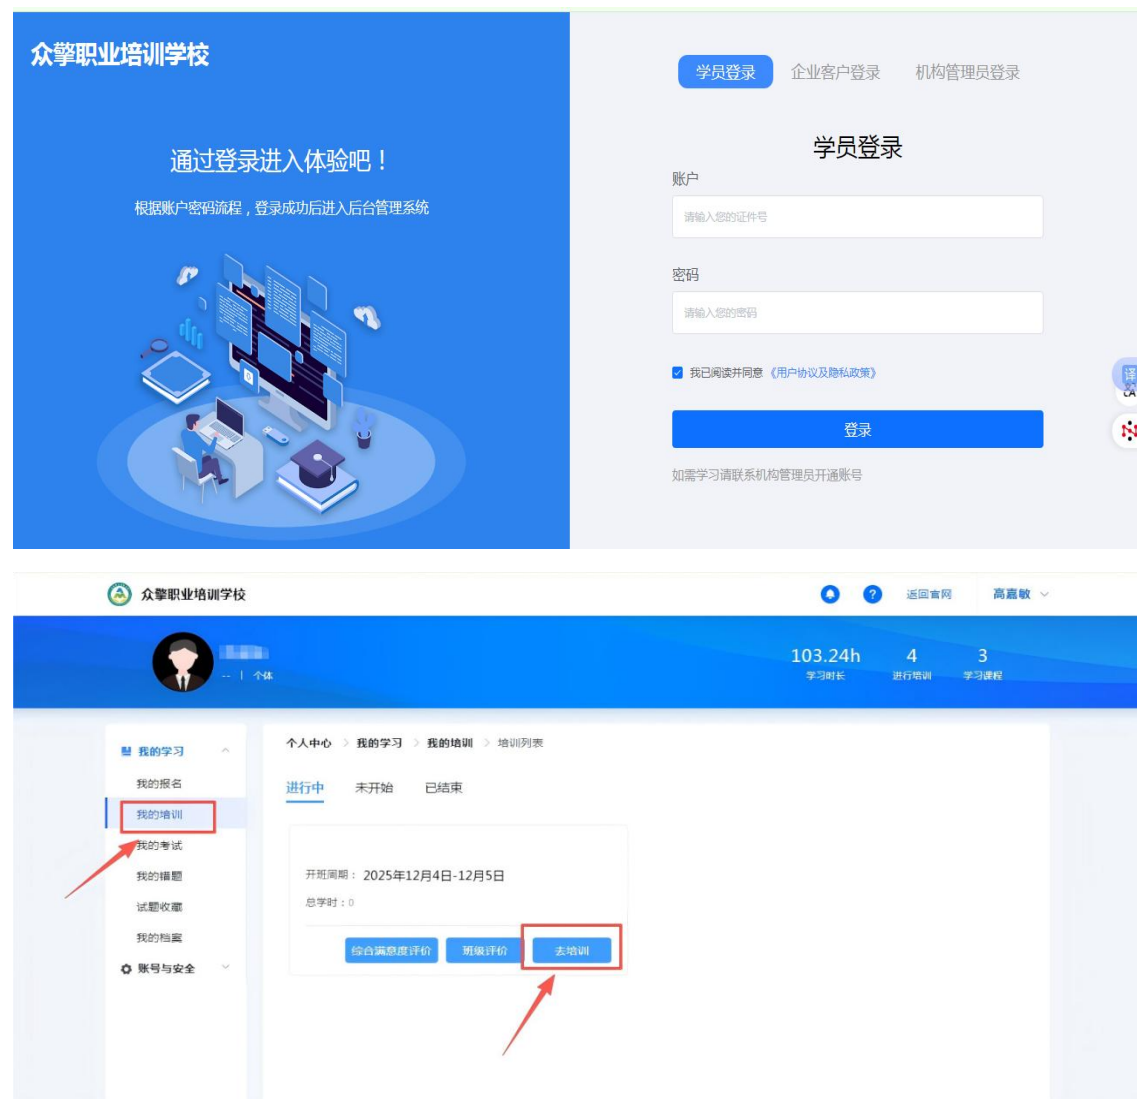 众擎职业培训学校
学员登录 企业客户登录 机构管理员登录
通过登录进入体验吧！
根据账户密码流程，登录成功后进入后台管理系统
学员登录
账户
请输入您的证件号
密码
请输入您的密码
我已阅读并同意《用户协议及隐私政策》
登录
如需学习请联系机构管理员开通账号
译
众擎职业培训学校
? 返回官网 高嘉敏
-- | 个体
103.24h 4 3
学习时长 进行培训 学习课程
我的学习
我的报名
我的培训
我的考试
我的错题
试题收藏
我的档案
账号与安全
个人中心 > 我的学习 > 我的培训 > 培训列表
进行中 未开始 已结束
开班周期： 2025年12月4日-12月5日
总学时：0
综合满意度评价 班级评价 去培训